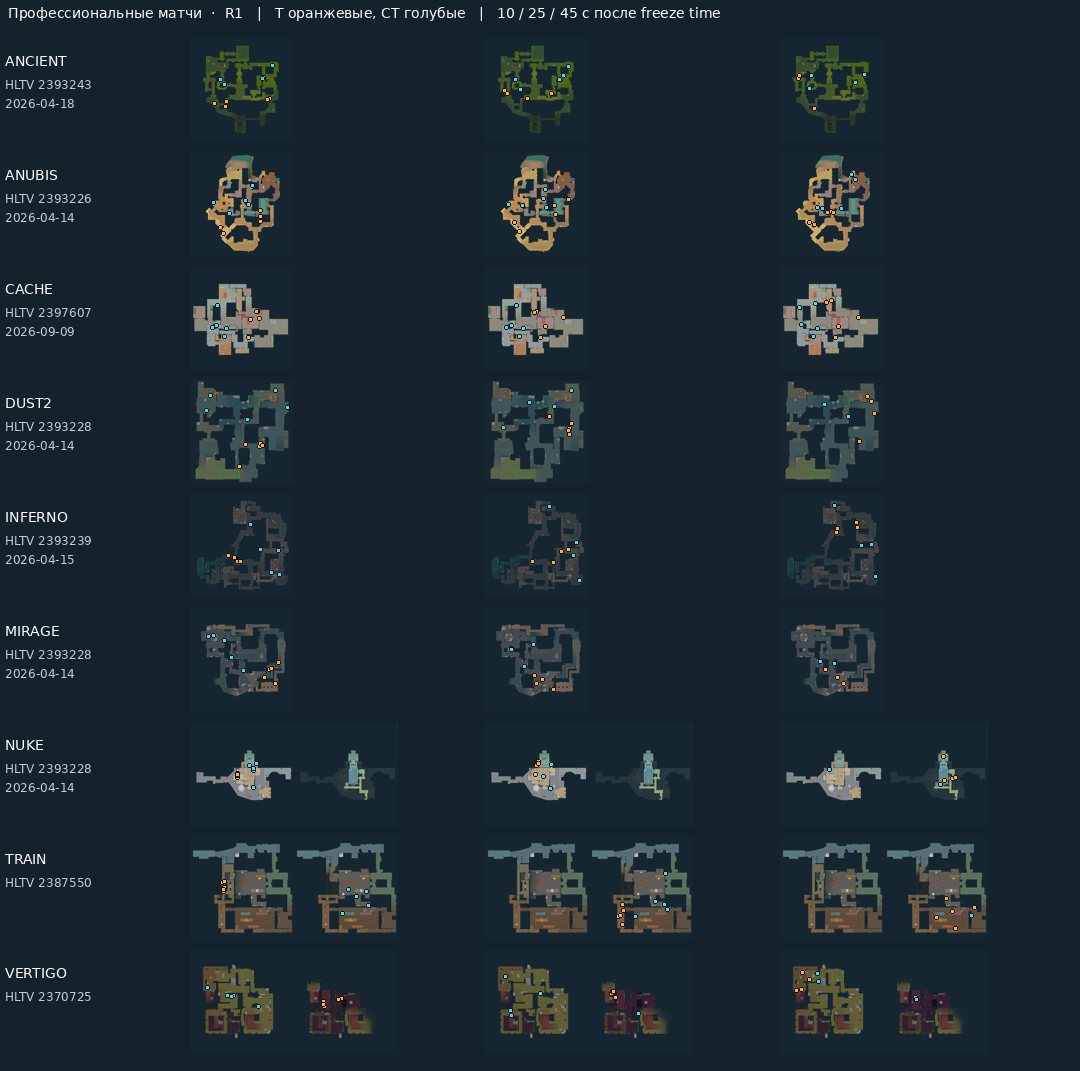 Профессиональные матчи · R1 | T оранжевые, CT голубые | 10 / 25 / 45 с после freeze time
ANCIENT
HLTV 2393243
2026-04-18
ANUBIS
HLTV 2393226
2026-04-14
CACHE
HLTV 2397607
2026-09-09
DUST2
HLTV 2393228
2026-04-14
INFERNO
HLTV 2393239
2026-04-15
MIRAGE
HLTV 2393228
2026-04-14
NUKE
HLTV 2393228
2026-04-14
TRAIN
HLTV 2387550
VERTIGO
HLTV 2370725